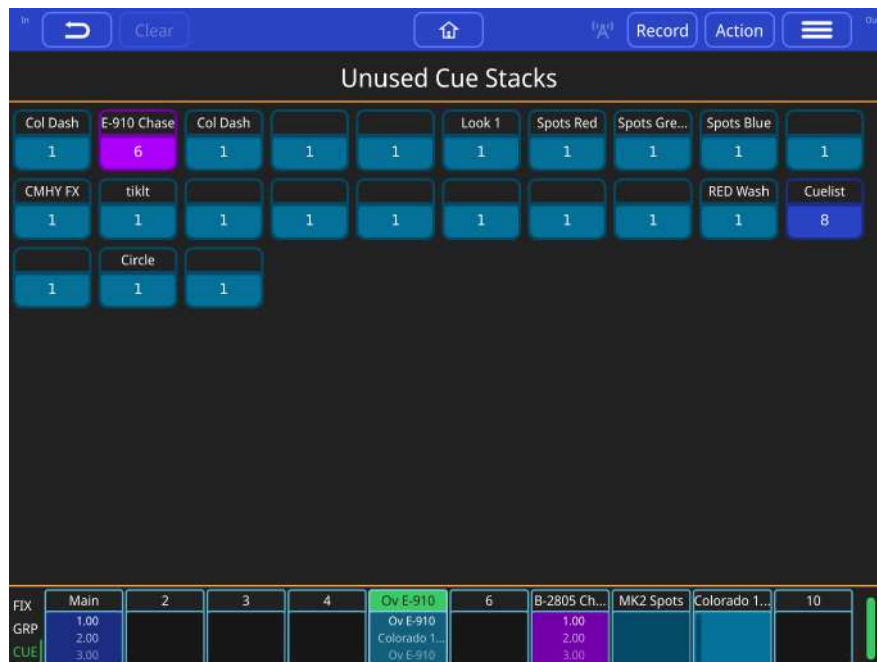 In Clear Record Action Ou
Unused Cue Stacks
Col Dash E-910 Chase Col Dash Look 1 Spots Red Spots Gre... Spots Blue
1 6 1 1 1 1 1 1 1 1
CMHY FX tiklt RED Wash Cuelist
1 1 1 1 1 1 1 1 1 8
Circle
1 1 1
FIX Main 2 3 4 Ov E-910 6 B-2805 Ch... MK2 Spots Colorado 1... 10
GRP 1.00 Ov E-910 1.00
2.00 Colorado 1... 2.00
CUE 3.00 Ov E-910 3.00